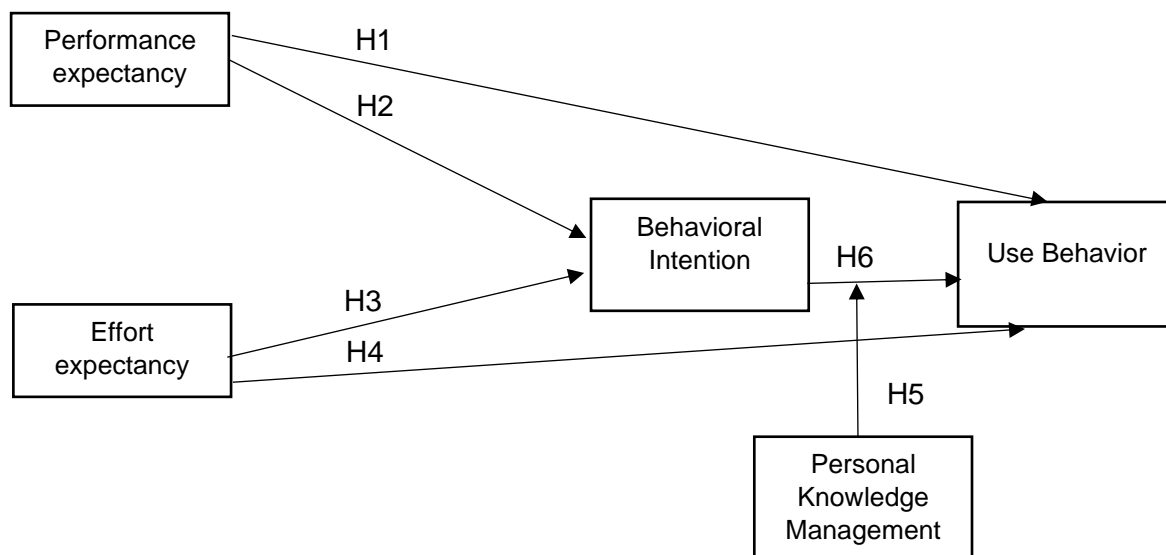 Performance
expectancy
H1
H2
Behavioral
Intention
Use Behavior
H6
H3
Effort
expectancy
H4
H5
Personal
Knowledge
Management